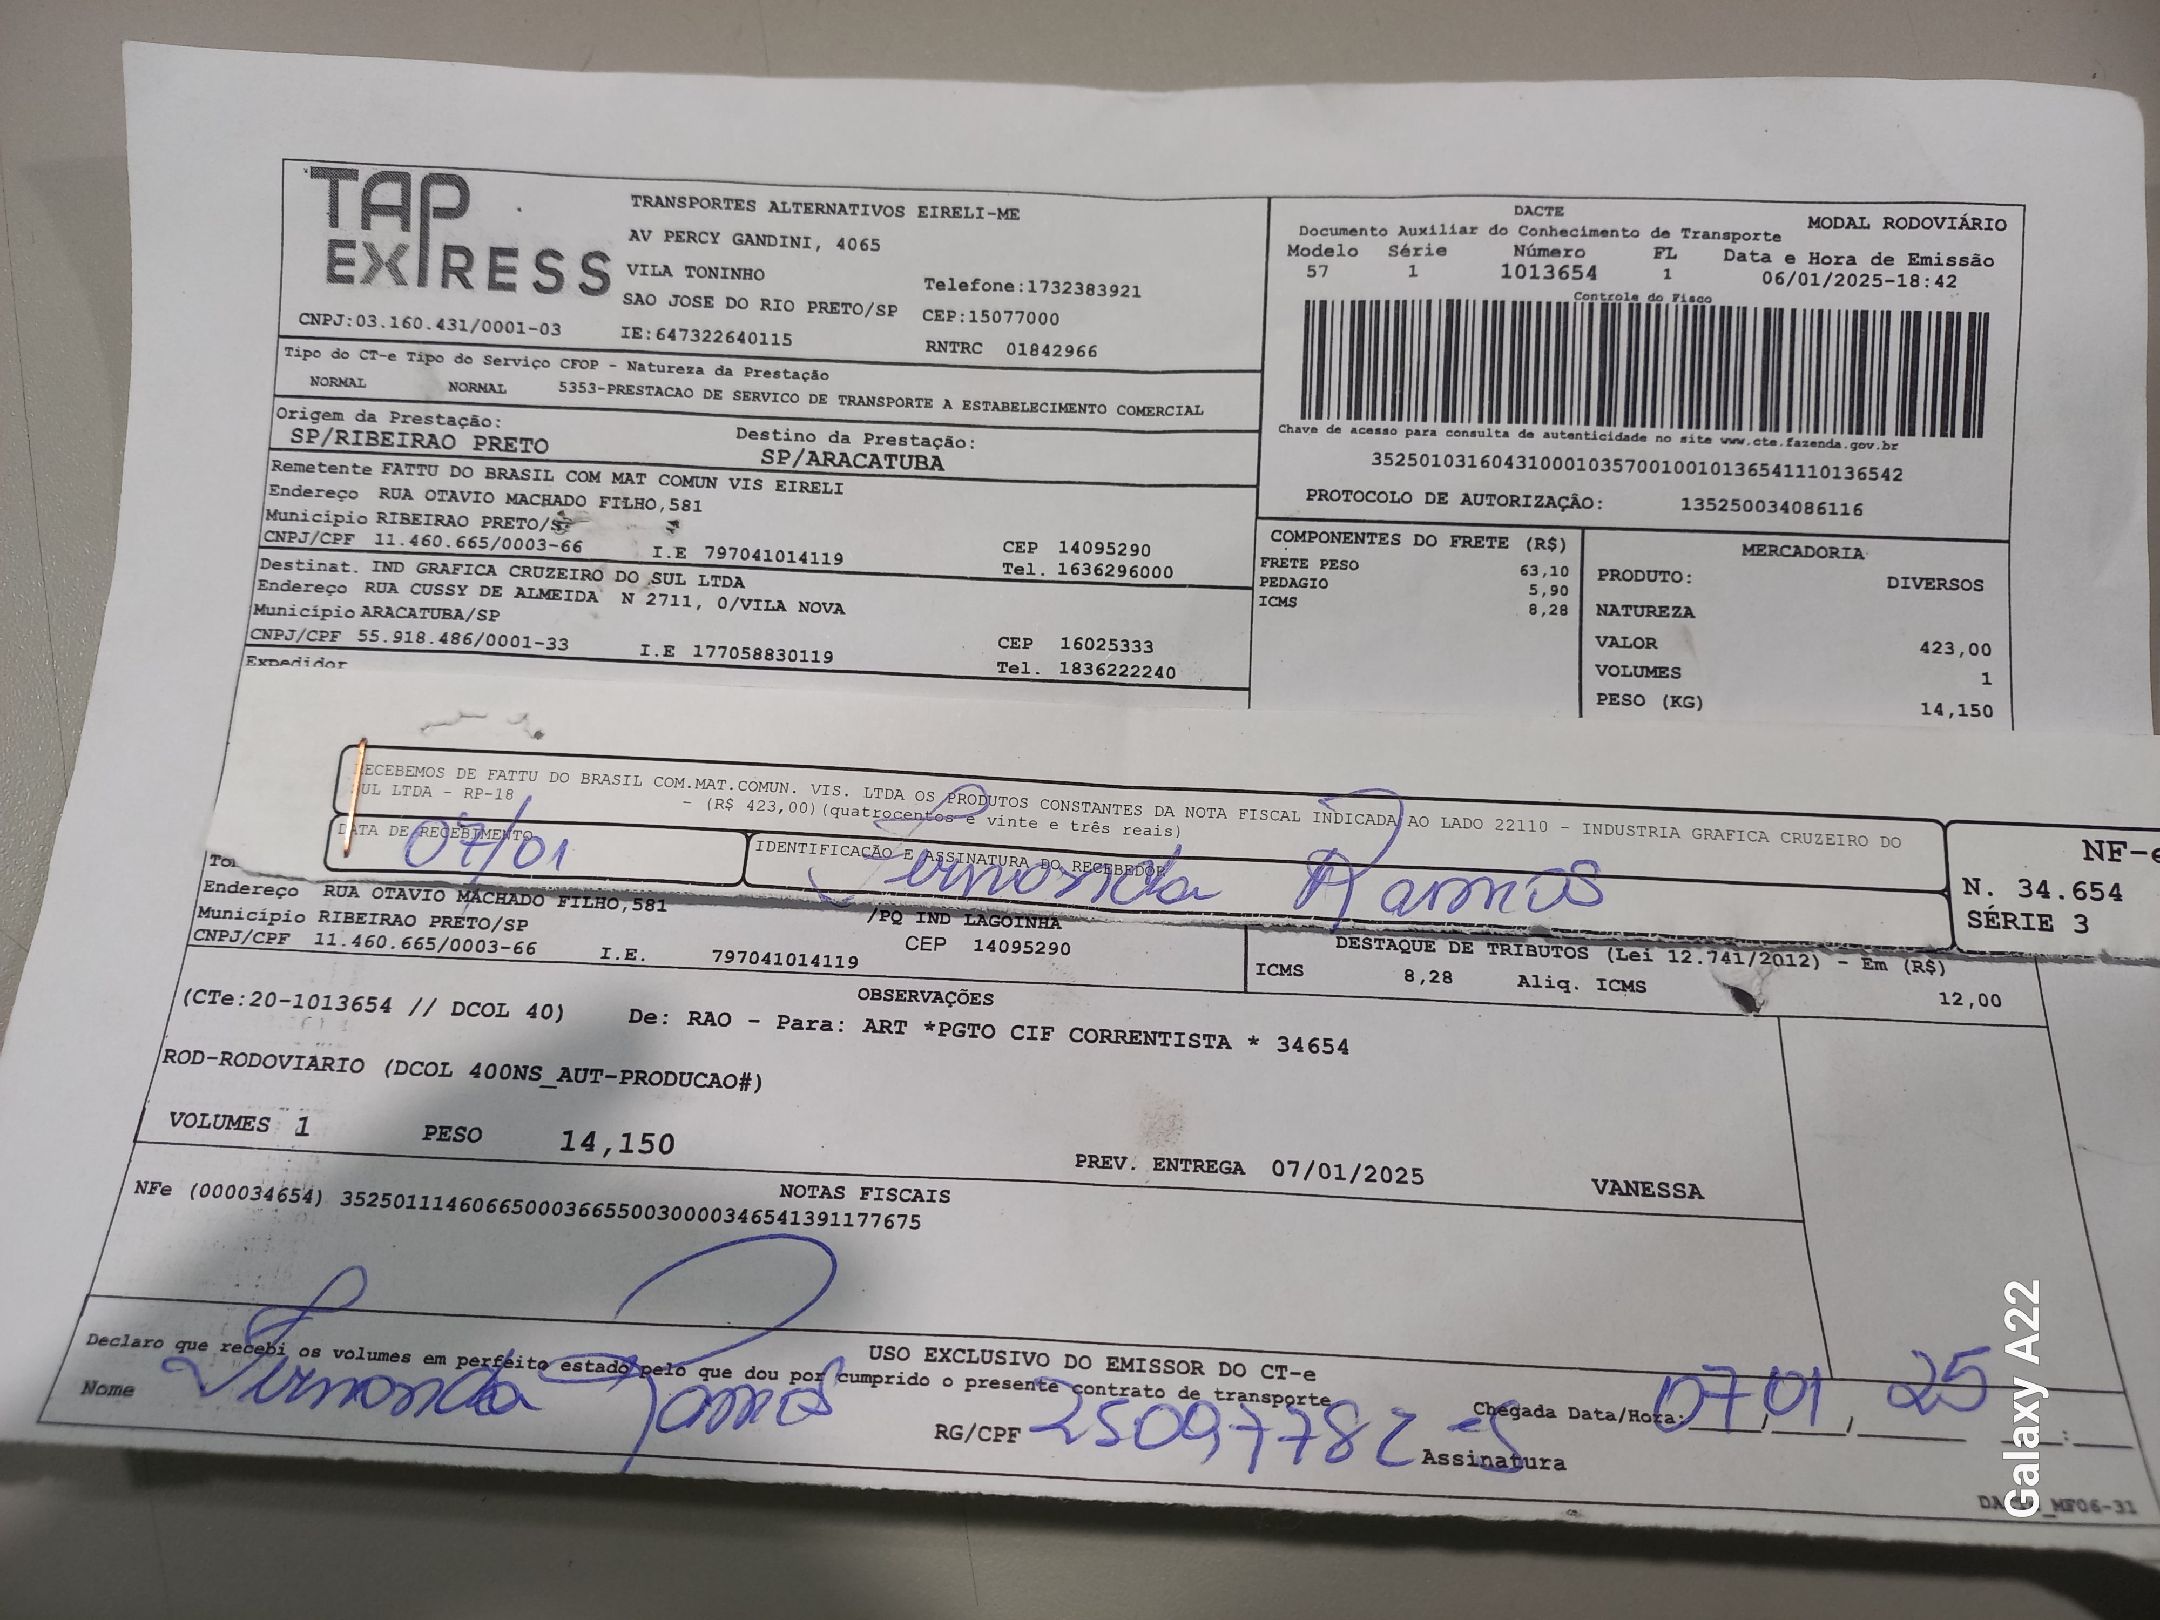 TAP EXPRESS
TRANSPORTES ALTERNATIVOS EIRELI-ME
AV PERCY GANDINI, 4065
VILA TONINHO
Telefone:1732383921
SAO JOSE DO RIO PRETO/SP CEP:15077000
CNPJ:03.160.431/0001-03 IE:647322640115 RNTRC 01842966
Tipo do CT-e Tipo do Serviço CFOP - Natureza da Prestação
NORMAL NORMAL 5353-PRESTACAO DE SERVICO DE TRANSPORTE A ESTABELECIMENTO COMERCIAL
Origem da Prestação: Destino da Prestação:
SP/RIBEIRAO PRETO SP/ARACATUBA
Remetente FATTU DO BRASIL COM MAT COMUN VIS EIRELI
Endereço RUA OTAVIO MACHADO FILHO,581
Município RIBEIRAO PRETO/SP CEP 14095290
CNPJ/CPF 11.460.665/0003-66 I.E 797041014119 Tel. 1636296000
Destinat. IND GRAFICA CRUZEIRO DO SUL LTDA
Endereço RUA CUSSY DE ALMEIDA N 2711, 0/VILA NOVA
Município ARACATUBA/SP CEP 16025333
CNPJ/CPF 55.918.486/0001-33 I.E 177058830119 Tel. 1836222240
Expedidor
DACTE MODAL RODOVIÁRIO
Documento Auxiliar do Conhecimento de Transporte
Modelo Série Número FL Data e Hora de Emissão
57 1 1013654 1 06/01/2025-18:42
Controle do Fisco
Chave de acesso para consulta de autenticidade no site www.cte.fazenda.gov.br
35250103160431000103570010010136541110136542
PROTOCOLO DE AUTORIZAÇÃO: 135250034086116
COMPONENTES DO FRETE (R$)
FRETE PESO 63,10
PEDAGIO 5,90
ICMS 8,28
MERCADORIA
PRODUTO: DIVERSOS
NATUREZA
VALOR 423,00
VOLUMES 1
PESO (KG) 14,150
RECEBEMOS DE FATTU DO BRASIL COM.MAT.COMUN. VIS. LTDA OS PRODUTOS CONSTANTES DA NOTA FISCAL INDICADA AO LADO 22110 - INDUSTRIA GRAFICA CRUZEIRO DO
SUL LTDA - RP-18 - (R$ 423,00)(quatrocentos e vinte e três reais)
DATA DE RECEBIMENTO IDENTIFICAÇÃO E ASSINATURA DO RECEBEDOR
07/01 Fernanda Ramos
NF-e
N. 34.654
SÉRIE 3
Endereço RUA OTAVIO MACHADO FILHO,581 /PQ IND LAGOINHA
Município RIBEIRAO PRETO/SP CEP 14095290
CNPJ/CPF 11.460.665/0003-66 I.E. 797041014119
DESTAQUE DE TRIBUTOS (Lei 12.741/2012) - Em (R$)
ICMS 8,28 Aliq. ICMS 12,00
OBSERVAÇÕES
(CTe:20-1013654 // DCOL 40) De: RAO - Para: ART *PGTO CIF CORRENTISTA * 34654
ROD-RODOVIARIO (DCOL 400NS_AUT-PRODUCAO#)
VOLUMES 1 PESO 14,150 PREV. ENTREGA 07/01/2025 VANESSA
NOTAS FISCAIS
NFe (000034654) 35250111460665000366550030000346541391177675
USO EXCLUSIVO DO EMISSOR DO CT-e
Declaro que recebi os volumes em perfeito estado pelo que dou por cumprido o presente contrato de transporte
Nome Fernanda Ramos RG/CPF 25097782-5 Assinatura
Chegada Data/Hora: 07/01/25
Galaxy A22